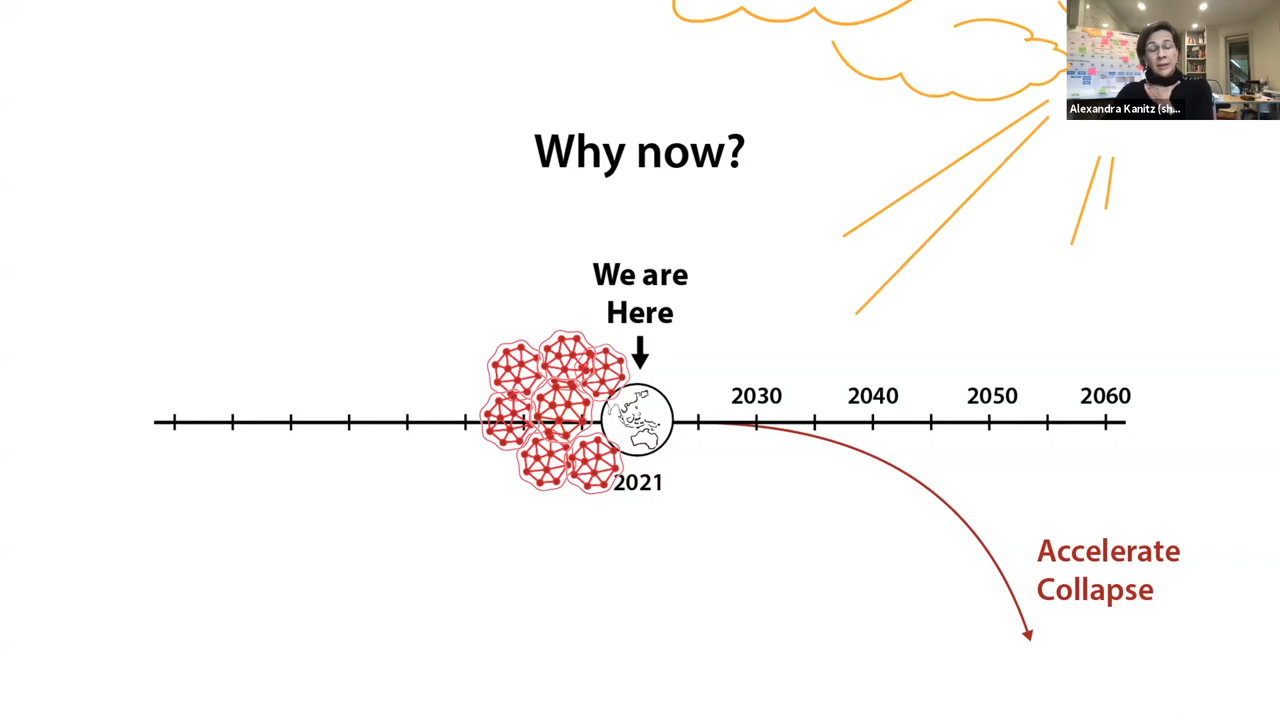 Alexandra Kanitz (sh...
Why now?
We are
Here
2030 2040 2050 2060
2021
Accelerate
Collapse